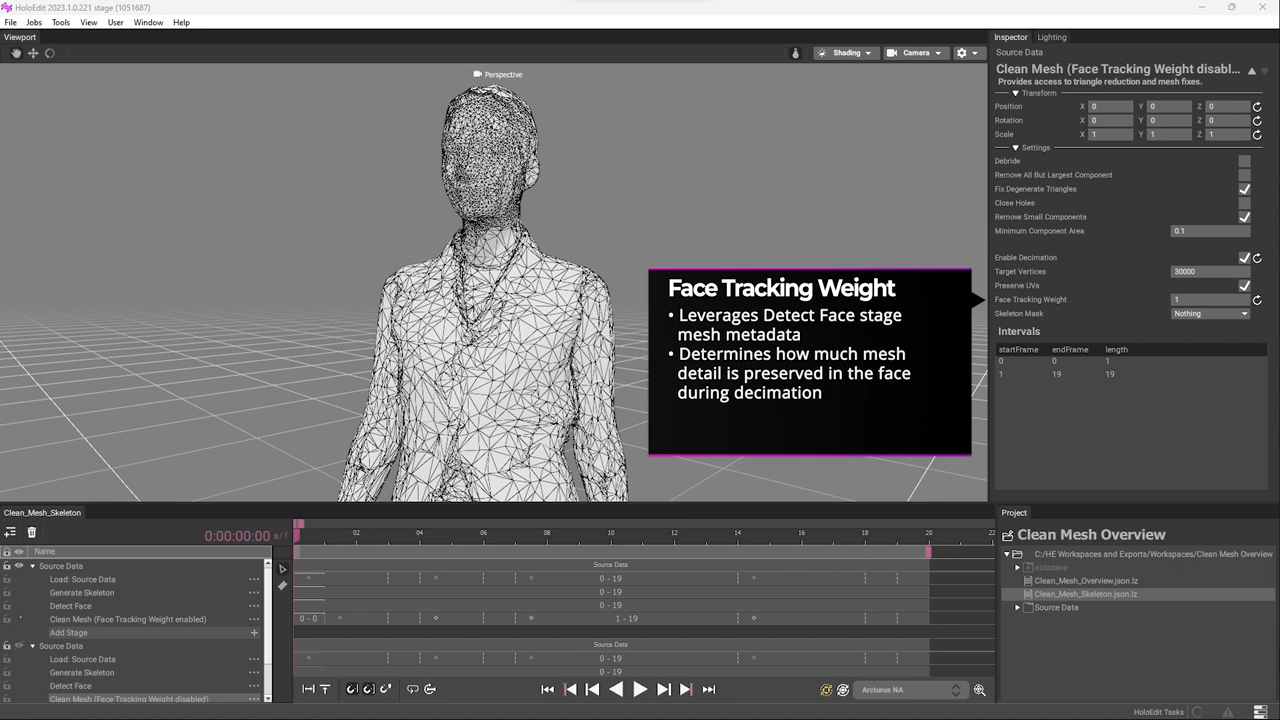 HoloEdit 2023.1.0.221 stage (1051687)
File Jobs Tools View User Window Help
Viewport
Shading
Camera
Perspective
Face Tracking Weight
• Leverages Detect Face stage
mesh metadata
• Determines how much mesh
detail is preserved in the face
during decimation
Inspector Lighting
Source Data
Clean Mesh (Face Tracking Weight disabl...
Provides access to triangle reduction and mesh fixes.
Transform
Position X 0 Y 0 Z 0
Rotation X 0 Y 0 Z 0
Scale X 1 Y 1 Z 1
Settings
Debride
Remove All But Largest Component
Fix Degenerate Triangles
Close Holes
Remove Small Components
Minimum Component Area 0.1
Enable Decimation
Target Vertices 30000
Preserve UVs
Face Tracking Weight 1
Skeleton Mask Nothing
Intervals
startFrame endFrame length
0 0 1
1 19 19
Clean_Mesh_Skeleton
0:00:00:00 s/f
02 04 06 08 10 12 14 16 18 20 22
Name
Source Data
Source Data
Load: Source Data
0 - 19
Generate Skeleton
0 - 19
Detect Face
0 - 19
Clean Mesh (Face Tracking Weight enabled)
0 - 0 1 - 19
Add Stage
Source Data
Source Data
Load: Source Data
0 - 19
Generate Skeleton
0 - 19
Detect Face
Clean Mesh (Face Tracking Weight disabled)
Arcturus NA
Project
Clean Mesh Overview
C:/HE Workspaces and Exports/Workspaces/Clean Mesh Overview
autosave
Clean_Mesh_Overview.json.lz
Clean_Mesh_Skeleton.json.lz
Source Data
HoloEdit Tasks